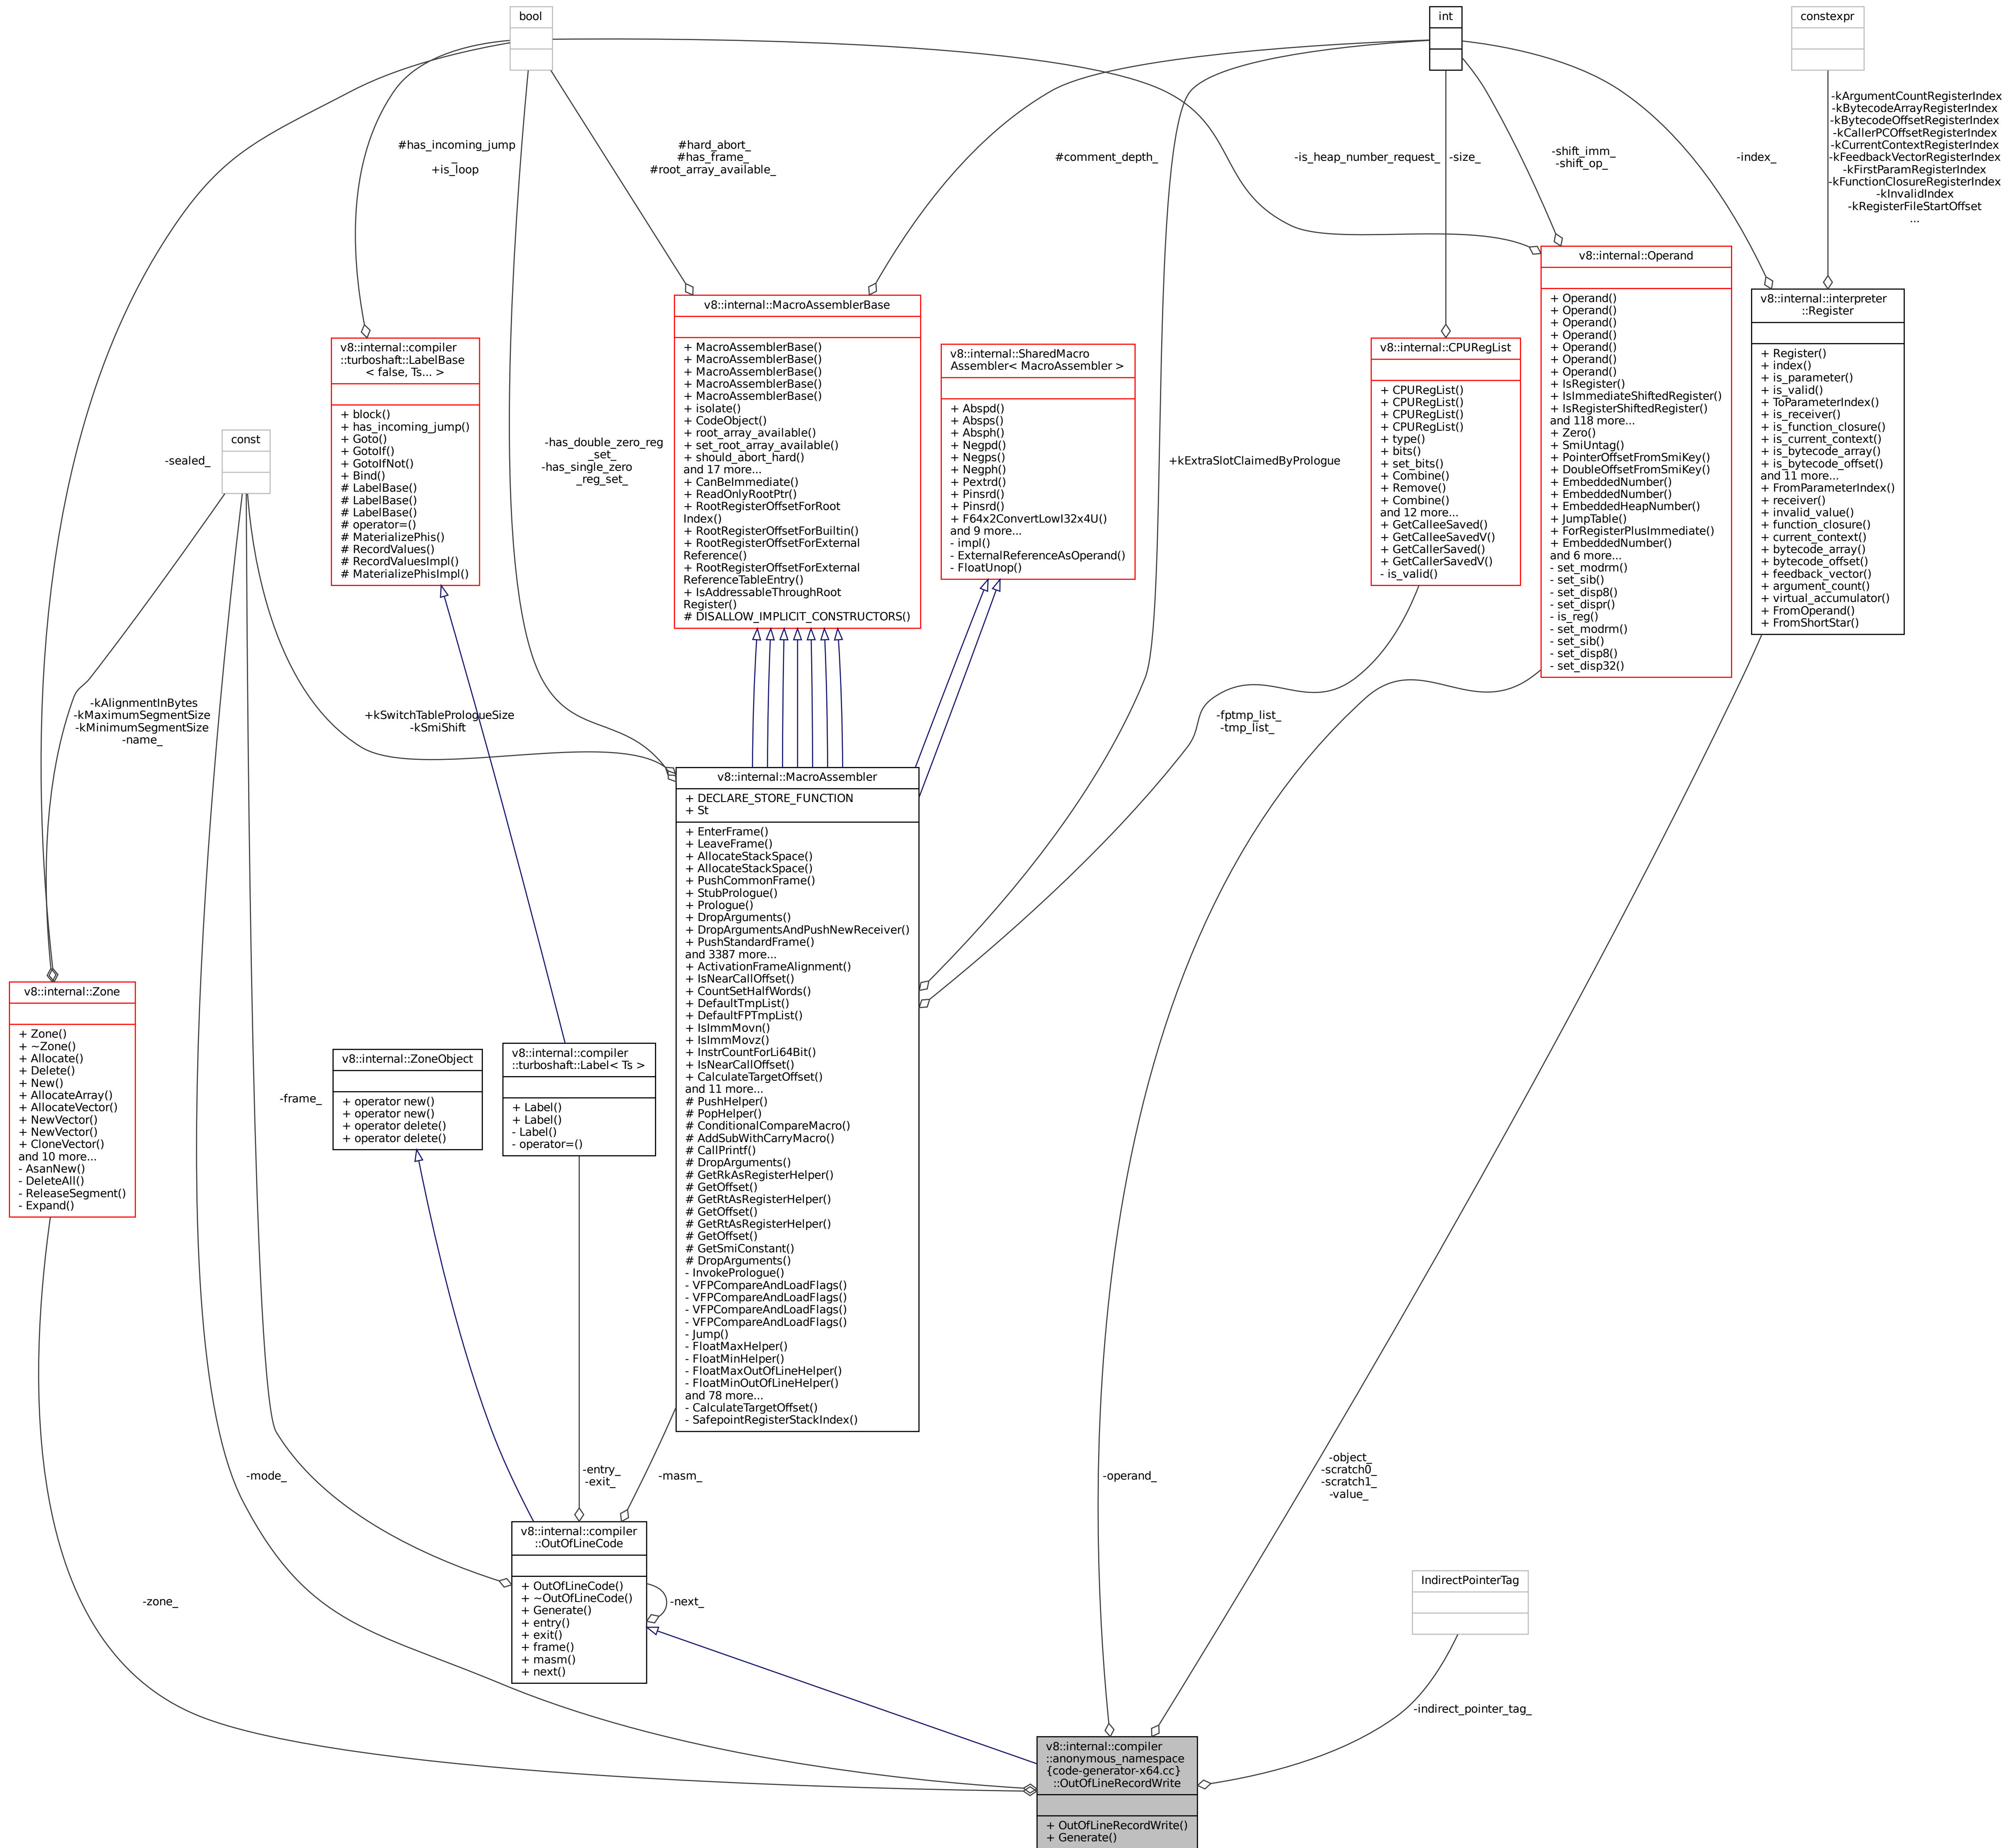 bool
int
constexpr
-kArgumentCountRegisterIndex
-kBytecodeArrayRegisterIndex
-kBytecodeOffsetRegisterIndex
-kCallerPCOffsetRegisterIndex
-kCurrentContextRegisterIndex
-kFeedbackVectorRegisterIndex
-kFirstParamRegisterIndex
-kFunctionClosureRegisterIndex
-kInvalidIndex
-kRegisterFileStartOffset
...
#has_incoming_jump
_
+is_loop
#hard_abort_
#has_frame_
#root_array_available_
#comment_depth_
-is_heap_number_request_
-size_
-shift_imm_
-shift_op_
-index_
v8::internal::Operand
+ Operand()
+ Operand()
+ Operand()
+ Operand()
+ Operand()
+ Operand()
+ Operand()
+ IsRegister()
+ IsImmediateShiftedRegister()
+ IsRegisterShiftedRegister()
and 118 more...
+ Zero()
+ SmiUntag()
+ PointerOffsetFromSmiKey()
+ DoubleOffsetFromSmiKey()
+ EmbeddedNumber()
+ EmbeddedNumber()
+ EmbeddedHeapNumber()
+ JumpTable()
+ ForRegisterPlusImmediate()
+ EmbeddedNumber()
and 6 more...
- set_modrm()
- set_sib()
- set_disp8()
- set_dispr()
- is_reg()
- set_modrm()
- set_sib()
- set_disp8()
- set_disp32()
v8::internal::interpreter
::Register
+ Register()
+ index()
+ is_parameter()
+ is_valid()
+ ToParameterIndex()
+ is_receiver()
+ is_function_closure()
+ is_current_context()
+ is_bytecode_array()
+ is_bytecode_offset()
and 11 more...
+ FromParameterIndex()
+ receiver()
+ invalid_value()
+ function_closure()
+ current_context()
+ bytecode_array()
+ bytecode_offset()
+ feedback_vector()
+ argument_count()
+ virtual_accumulator()
+ FromOperand()
+ FromShortStar()
v8::internal::MacroAssemblerBase
+ MacroAssemblerBase()
+ MacroAssemblerBase()
+ MacroAssemblerBase()
+ MacroAssemblerBase()
+ MacroAssemblerBase()
+ isolate()
+ CodeObject()
+ root_array_available()
+ set_root_array_available()
+ should_abort_hard()
and 17 more...
+ CanBeImmediate()
+ ReadOnlyRootPtr()
+ RootRegisterOffsetForRoot
Index()
+ RootRegisterOffsetForBuiltin()
+ RootRegisterOffsetForExternal
Reference()
+ RootRegisterOffsetForExternal
ReferenceTableEntry()
+ IsAddressableThroughRoot
Register()
# DISALLOW_IMPLICIT_CONSTRUCTORS()
v8::internal::compiler
::turboshaft::LabelBase
< false, Ts... >
+ block()
+ has_incoming_jump()
+ Goto()
+ GotoIf()
+ GotoIfNot()
+ Bind()
# LabelBase()
# LabelBase()
# LabelBase()
# operator=()
# MaterializePhis()
# RecordValues()
# RecordValuesImpl()
# MaterializePhisImpl()
v8::internal::SharedMacro
Assembler< MacroAssembler >
+ Abspd()
+ Absps()
+ Absph()
+ Negpd()
+ Negps()
+ Negph()
+ Pextrd()
+ Pinsrd()
+ Pinsrd()
+ F64x2ConvertLowI32x4U()
and 9 more...
- impl()
- ExternalReferenceAsOperand()
- FloatUnop()
v8::internal::CPURegList
+ CPURegList()
+ CPURegList()
+ CPURegList()
+ CPURegList()
+ type()
+ bits()
+ set_bits()
+ Combine()
+ Remove()
+ Combine()
and 12 more...
+ GetCalleeSaved()
+ GetCalleeSavedV()
+ GetCallerSaved()
+ GetCallerSavedV()
- is_valid()
const
-sealed_
-has_double_zero_reg
_set_
-has_single_zero
_reg_set_
+kExtraSlotClaimedByPrologue
-kAlignmentInBytes
-kMaximumSegmentSize
-kMinimumSegmentSize
-name_
+kSwitchTablePrologueSize
-kSmiShift
-fptmp_list_
-tmp_list_
v8::internal::MacroAssembler
+ DECLARE_STORE_FUNCTION
+ St
+ EnterFrame()
+ LeaveFrame()
+ AllocateStackSpace()
+ AllocateStackSpace()
+ PushCommonFrame()
+ StubPrologue()
+ Prologue()
+ DropArguments()
+ DropArgumentsAndPushNewReceiver()
+ PushStandardFrame()
and 3387 more...
+ ActivationFrameAlignment()
+ IsNearCallOffset()
+ CountSetHalfWords()
+ DefaultTmpList()
+ DefaultFPTmpList()
+ IsImmMovn()
+ IsImmMovz()
+ InstrCountForLi64Bit()
+ IsNearCallOffset()
+ CalculateTargetOffset()
and 11 more...
# PushHelper()
# PopHelper()
# ConditionalCompareMacro()
# AddSubWithCarryMacro()
# CallPrintf()
# DropArguments()
# GetRkAsRegisterHelper()
# GetOffset()
# GetRtAsRegisterHelper()
# GetOffset()
# GetRtAsRegisterHelper()
# GetOffset()
# GetSmiConstant()
# DropArguments()
- InvokePrologue()
- VFPCompareAndLoadFlags()
- VFPCompareAndLoadFlags()
- VFPCompareAndLoadFlags()
- VFPCompareAndLoadFlags()
- Jump()
- FloatMaxHelper()
- FloatMinHelper()
- FloatMaxOutOfLineHelper()
- FloatMinOutOfLineHelper()
and 78 more...
- CalculateTargetOffset()
- SafepointRegisterStackIndex()
v8::internal::Zone
+ Zone()
+ ~Zone()
+ Allocate()
+ Delete()
+ New()
+ AllocateArray()
+ AllocateVector()
+ NewVector()
+ NewVector()
+ CloneVector()
and 10 more...
- AsanNew()
- DeleteAll()
- ReleaseSegment()
- Expand()
-frame_
v8::internal::ZoneObject
+ operator new()
+ operator new()
+ operator delete()
+ operator delete()
v8::internal::compiler
::turboshaft::Label< Ts >
+ Label()
+ Label()
- Label()
- operator=()
-mode_
-entry_
-exit_
-masm_
-operand_
-object_
-scratch0_
-scratch1_
-value_
v8::internal::compiler
::OutOfLineCode
+ OutOfLineCode()
+ ~OutOfLineCode()
+ Generate()
+ entry()
+ exit()
+ frame()
+ masm()
+ next()
-next_
-zone_
IndirectPointerTag
-indirect_pointer_tag_
v8::internal::compiler
::anonymous_namespace
{code-generator-x64.cc}
::OutOfLineRecordWrite
+ OutOfLineRecordWrite()
+ Generate()